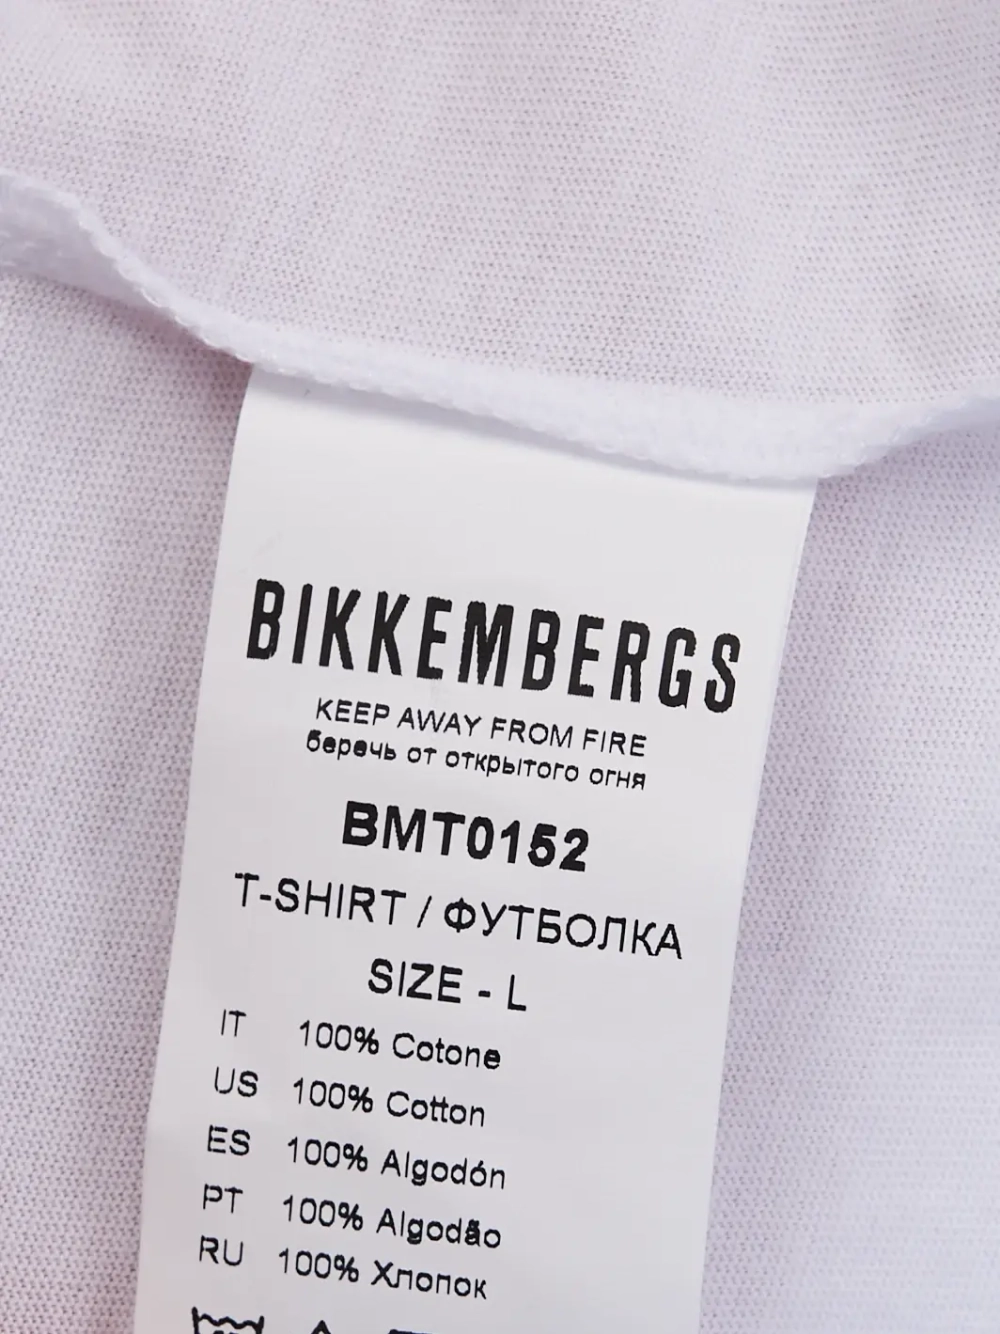 BIKKEMBERGS
KEEP AWAY FROM FIRE
беречь от открытого огня
BMT0152
T-SHIRT / ФУТБОЛКА
SIZE - L
IT 100% Cotone
US 100% Cotton
ES 100% Algodón
PT 100% Algodão
RU 100% Хлопок